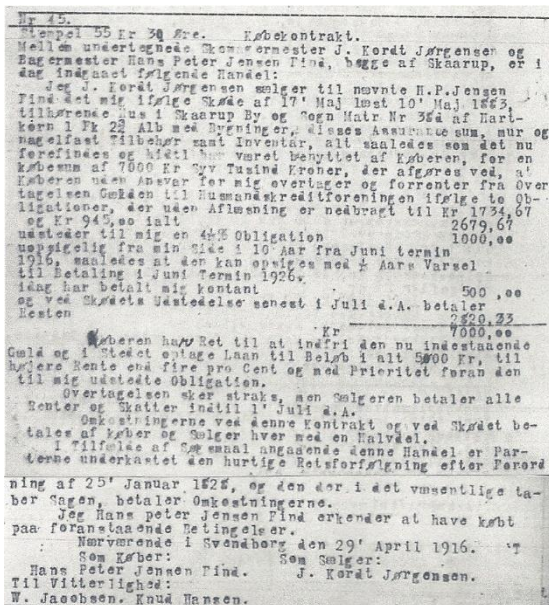 Nr 45.
Stempel 55 Kr 30 Øre. Købekontrakt.
Mellem undertegnede Skomagermester J. Kordt Jørgensen og
Bagermester Hans Peter Jensen Find, begge af Skaarup, er i
dag indgaaet følgende Handel:
Jeg J. Kordt Jørgensen sælger til nævnte H.P.Jensen
Find det mig ifølge Skøde af 17' Maj læst 10' Maj 1883,
tilhørende Hus i Skaarup By og Sogn Matr Nr 38d af Hart-
korn 1 Fk 2¾ Alb med Bygninger, disses Assurancesum, mur og
nagelfast Tilbehør samt Inventar, alt saaledes som det nu
forefindes og hidtil har været benyttet af Køberen, for en
købesum af 7000 Kr Syv Tusind Kroner, der afgøres ved, a'
Køberen uden Ansvar for mig overtager og forrenter fra Over
tagelsen Gælden til Husmandskreditforeningen ifølge to Ob-
ligationer, der uden Aflæsning er nedbragt til Kr 1734,67
og Kr 945,oo ialt 2679,67
udsteder til mig en 4½% Obligation 1000,oo
uopsigelig fra min Side i 10 Aar fra Juni termin
1916, saaledes at den kan opsiges med ½ Aars Varsel
til Betaling i Juni Termin 1926.
idag har betalt mig kontant 500 ,oo
og ved Skødets Udstedelse senest i Juli d.A. betaler
Resten 2820,33
Kr 7000,oo
Køberen har Ret til at indfri den nu indestaaende
Gæld og i Stedet optage Laan til Beløb i alt 5000 Kr, til
højere Rente end fire pro Cent og med Prioritet foran den
til mig udstedte Obligation.
Overtagelsen sker straks, men Sælgeren betaler alle
Renter og Skatter indtil 1' Juli d.A.
Omkostningerne ved denne Kontrakt og ved Skødet be-
tales af køber og Sælger hver med en Halvdel.
I Tilfælde af Søgsmaal angaaende denne Handel er Par-
terne underkastet den hurtige Retsforfølgning efter Forord
ning af 25' Januar 1828, og den der i det væsentlige ta-
ber Sagen, betaler Omkostningerne.
Jeg Hans peter Jensen Find erkender at have købt
paa foranstaaende Betingelser.
Nærværende i Svendborg den 29' April 1916.
Som Køber: Som Sælger:
Hans Peter Jensen Find. J. Kordt Jørgensen.
Til Vitterlighed:
W. Jacobsen. Knud Hansen.